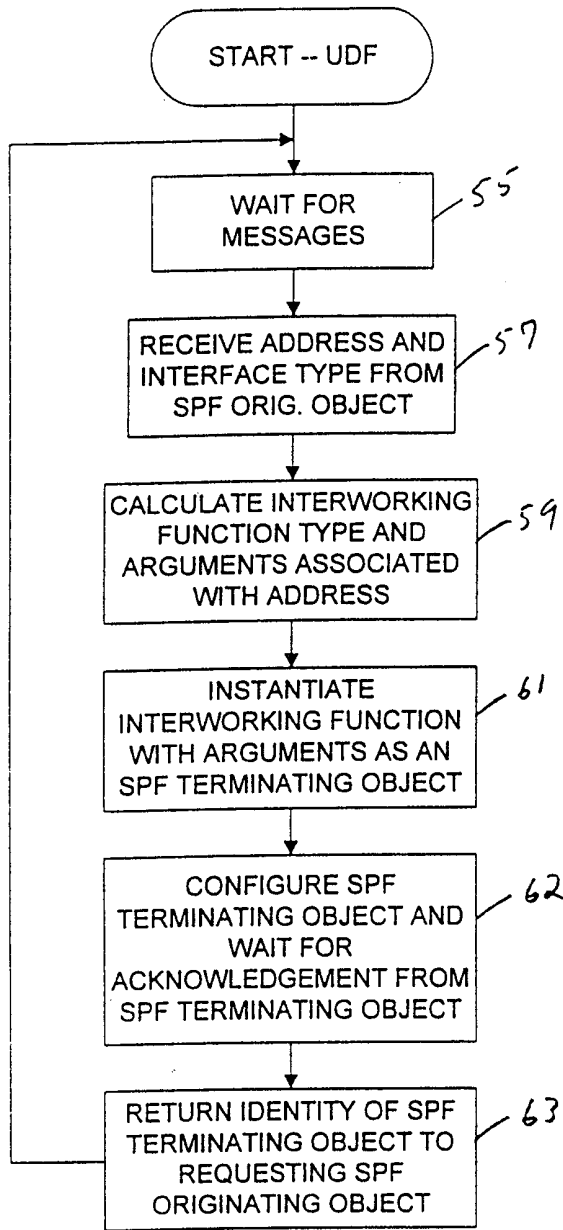 START -- UDF
WAIT FOR
MESSAGES
55
RECEIVE ADDRESS AND
INTERFACE TYPE FROM
SPF ORIG. OBJECT
57
CALCULATE INTERWORKING
FUNCTION TYPE AND
ARGUMENTS ASSOCIATED
WITH ADDRESS
59
INSTANTIATE
INTERWORKING FUNCTION
WITH ARGUMENTS AS AN
SPF TERMINATING OBJECT
61
CONFIGURE SPF
TERMINATING OBJECT AND
WAIT FOR
ACKNOWLEDGEMENT FROM
SPF TERMINATING OBJECT
62
RETURN IDENTITY OF SPF
TERMINATING OBJECT TO
REQUESTING SPF
ORIGINATING OBJECT
63